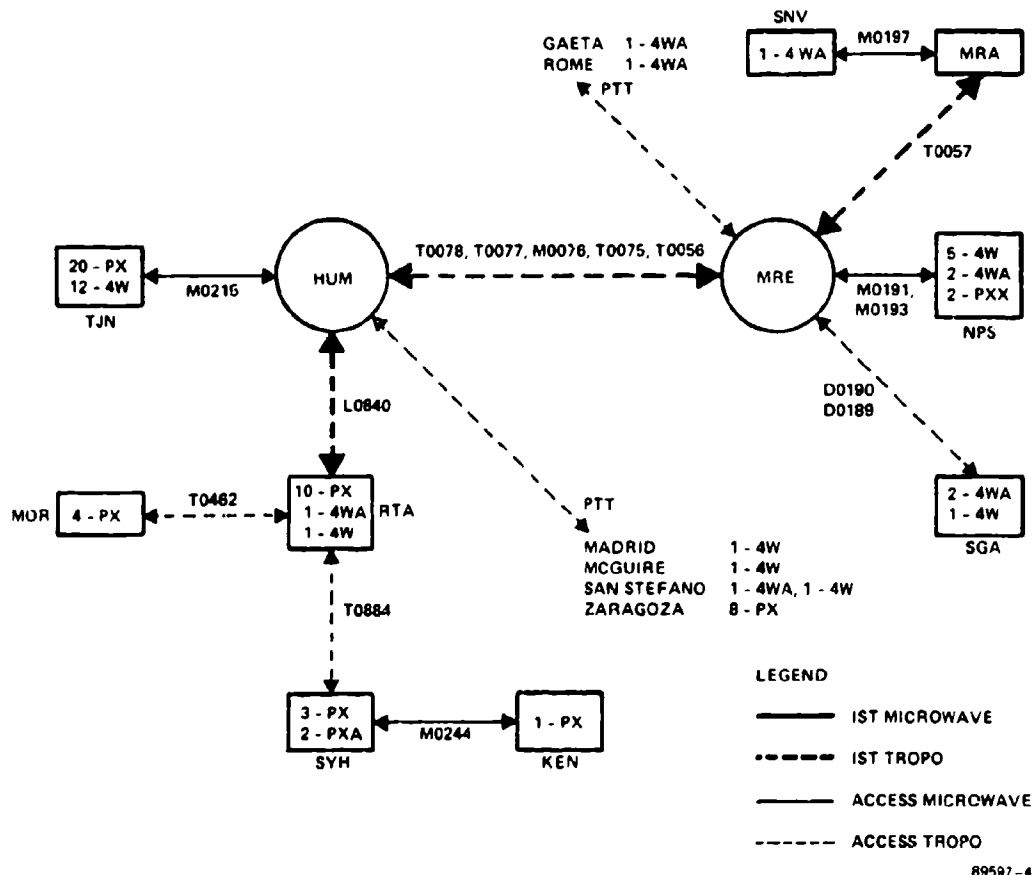 SNV
GAETA 1 - 4WA
ROME 1 - 4WA
PTT
1 - 4 WA
M0197
MRA
T0057
20 - PX
12 - 4W
TJN
M0215
HUM
T0078, T0077, M0076, T0075, T0056
MRE
M0191,
M0193
5 - 4W
2 - 4WA
2 - PXX
NPS
L0840
D0190
D0189
2 - 4WA
1 - 4W
SGA
MOR
4 - PX
T0462
10 - PX
1 - 4WA
1 - 4W
RTA
PTT
MADRID 1 - 4W
MCGUIRE 1 - 4W
SAN STEFANO 1 - 4WA, 1 - 4W
ZARAGOZA 8 - PX
T0884
3 - PX
2 - PXA
SYH
M0244
1 - PX
KEN
LEGEND
IST MICROWAVE
IST TROPO
ACCESS MICROWAVE
ACCESS TROPO
89597-4